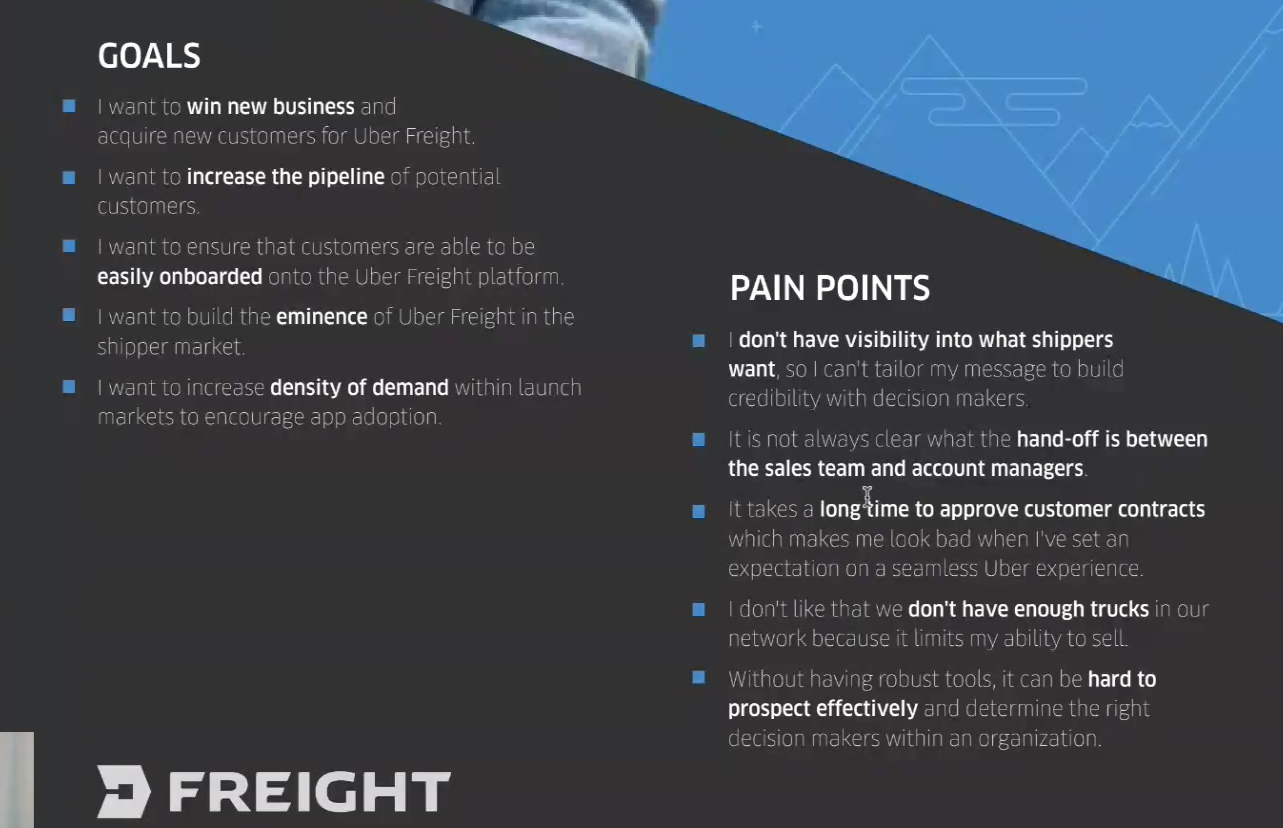 GOALS
I want to win new business and
acquire new customers for Uber Freight.
I want to increase the pipeline of potential
customers.
I want to ensure that customers are able to be
easily onboarded onto the Uber Freight platform.
I want to build the eminence of Uber Freight in the
shipper market.
I want to increase density of demand within launch
markets to encourage app adoption.
PAIN POINTS
I don't have visibility into what shippers
want, so I can't tailor my message to build
credibility with decision makers.
It is not always clear what the hand-off is between
the sales team and account managers.
It takes a long time to approve customer contracts
which makes me look bad when I've set an
expectation on a seamless Uber experience.
I don't like that we don't have enough trucks in our
network because it limits my ability to sell.
Without having robust tools, it can be hard to
prospect effectively and determine the right
decision makers within an organization.
FREIGHT